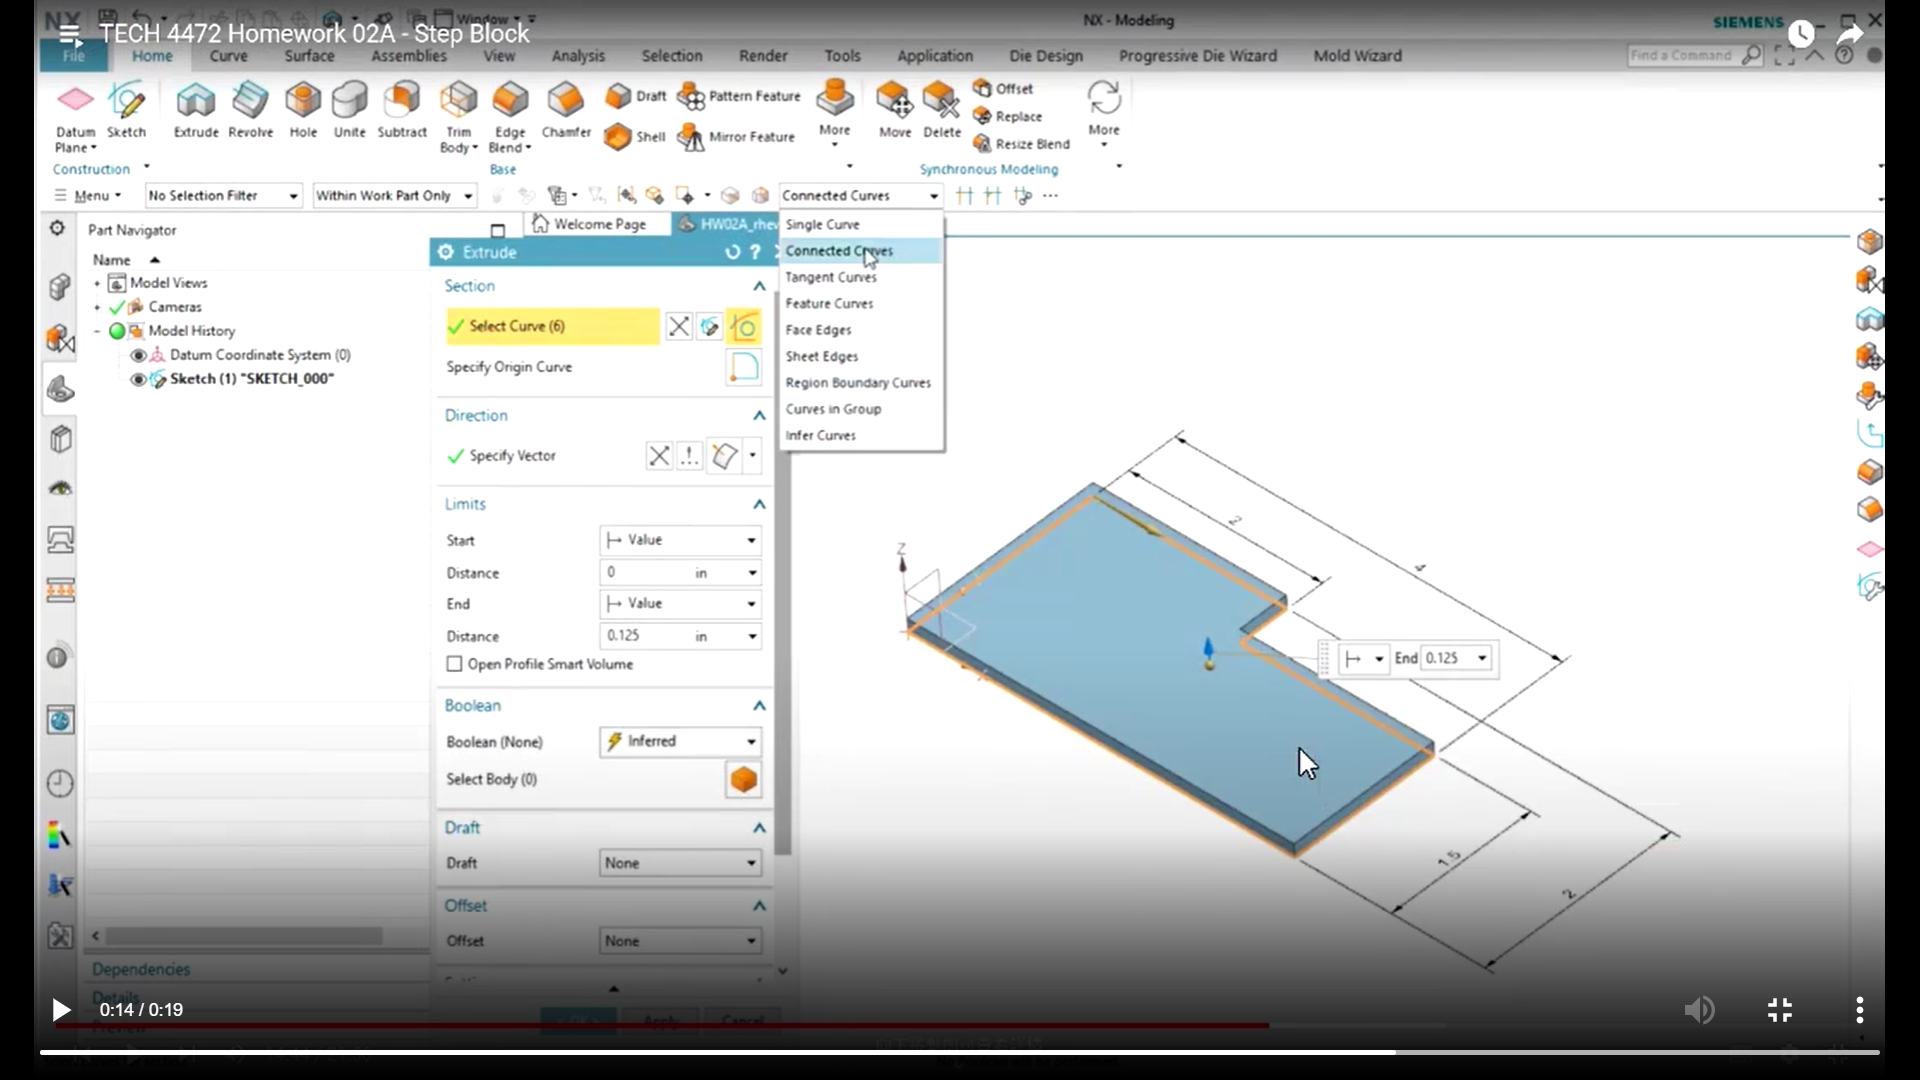 NX
Window
NX - Modeling
SIEMENS
TECH 4472 Homework 02A - Step Block
File
Home
Curve
Surface
Assemblies
View
Analysis
Selection
Render
Tools
Application
Die Design
Progressive Die Wizard
Mold Wizard
Find a Command
Datum Plane
Sketch
Extrude
Revolve
Hole
Unite
Subtract
Trim Body
Edge Blend
Chamfer
Draft
Shell
Pattern Feature
Mirror Feature
More
Move
Delete
Offset
Replace
Resize Blend
More
Construction
Base
Synchronous Modeling
Menu
No Selection Filter
Within Work Part Only
Connected Curves
Part Navigator
Welcome Page
HW02A_rhev
Single Curve
Connected Curves
Tangent Curves
Feature Curves
Face Edges
Sheet Edges
Region Boundary Curves
Curves in Group
Infer Curves
Name
Model Views
Cameras
Model History
Datum Coordinate System (0)
Sketch (1) "SKETCH_000"
Extrude
Section
Select Curve (6)
Specify Origin Curve
Direction
Specify Vector
Limits
Start
Value
Distance
0 in
End
Value
Distance
0.125 in
Open Profile Smart Volume
Boolean
Boolean (None)
Inferred
Select Body (0)
Draft
Draft
None
Offset
Offset
None
Z
2
4
End 0.125
1.5
2
Dependencies
Details
Preview
< OK >
Apply
Cancel
0:14 / 0:19